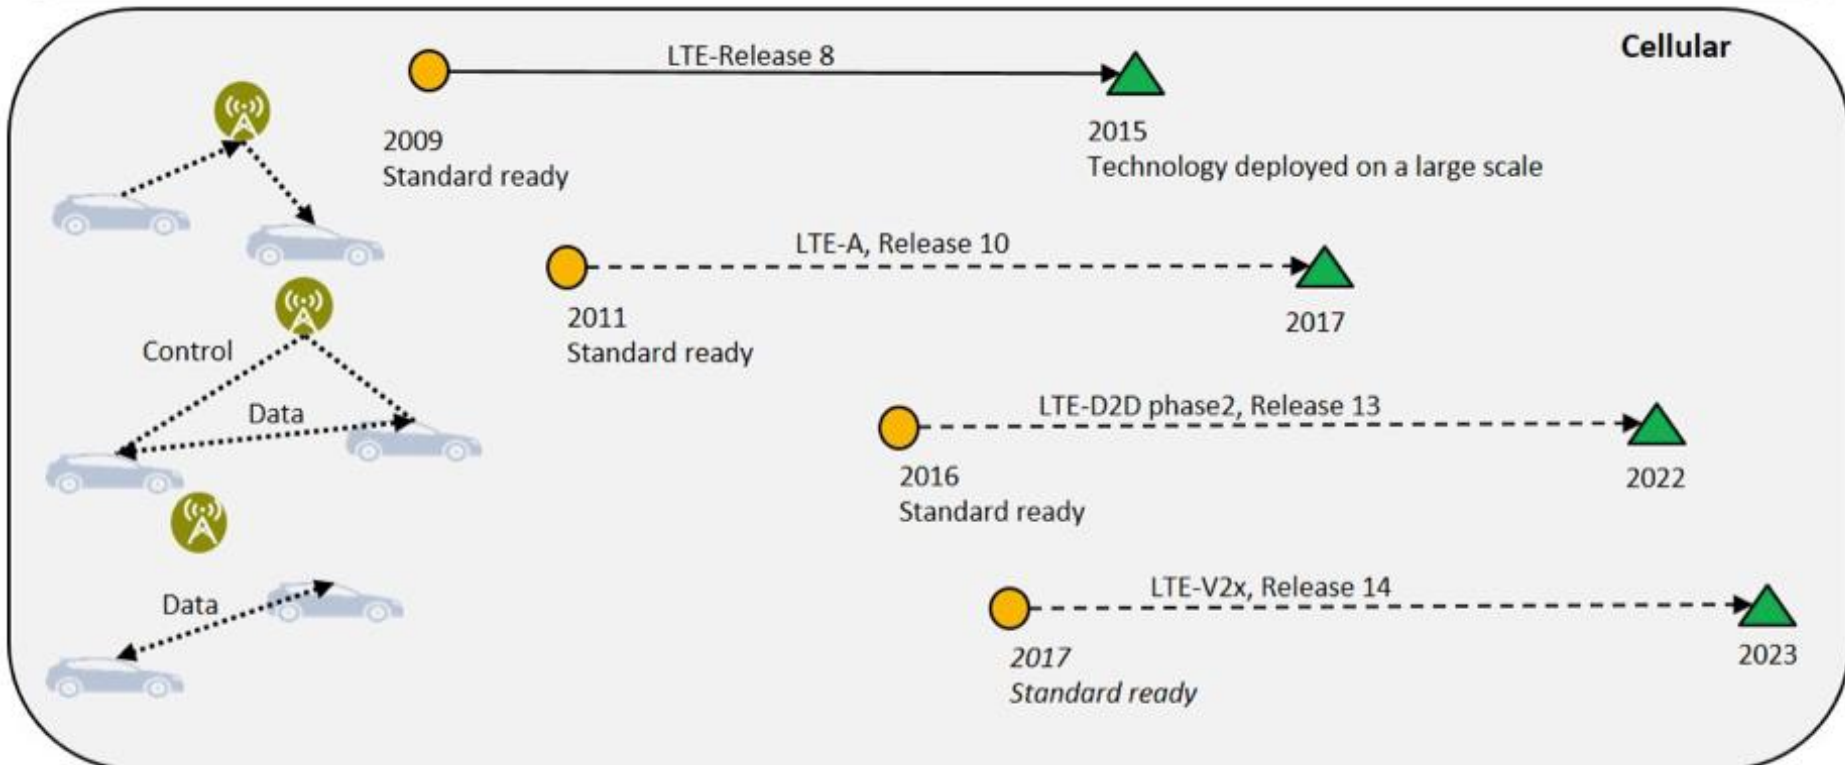 Cellular
LTE-Release 8
2009
Standard ready
2015
Technology deployed on a large scale
LTE-A, Release 10
2011
Standard ready
2017
Control
Data
LTE-D2D phase2, Release 13
2016
Standard ready
2022
Data
LTE-V2x, Release 14
2017
Standard ready
2023